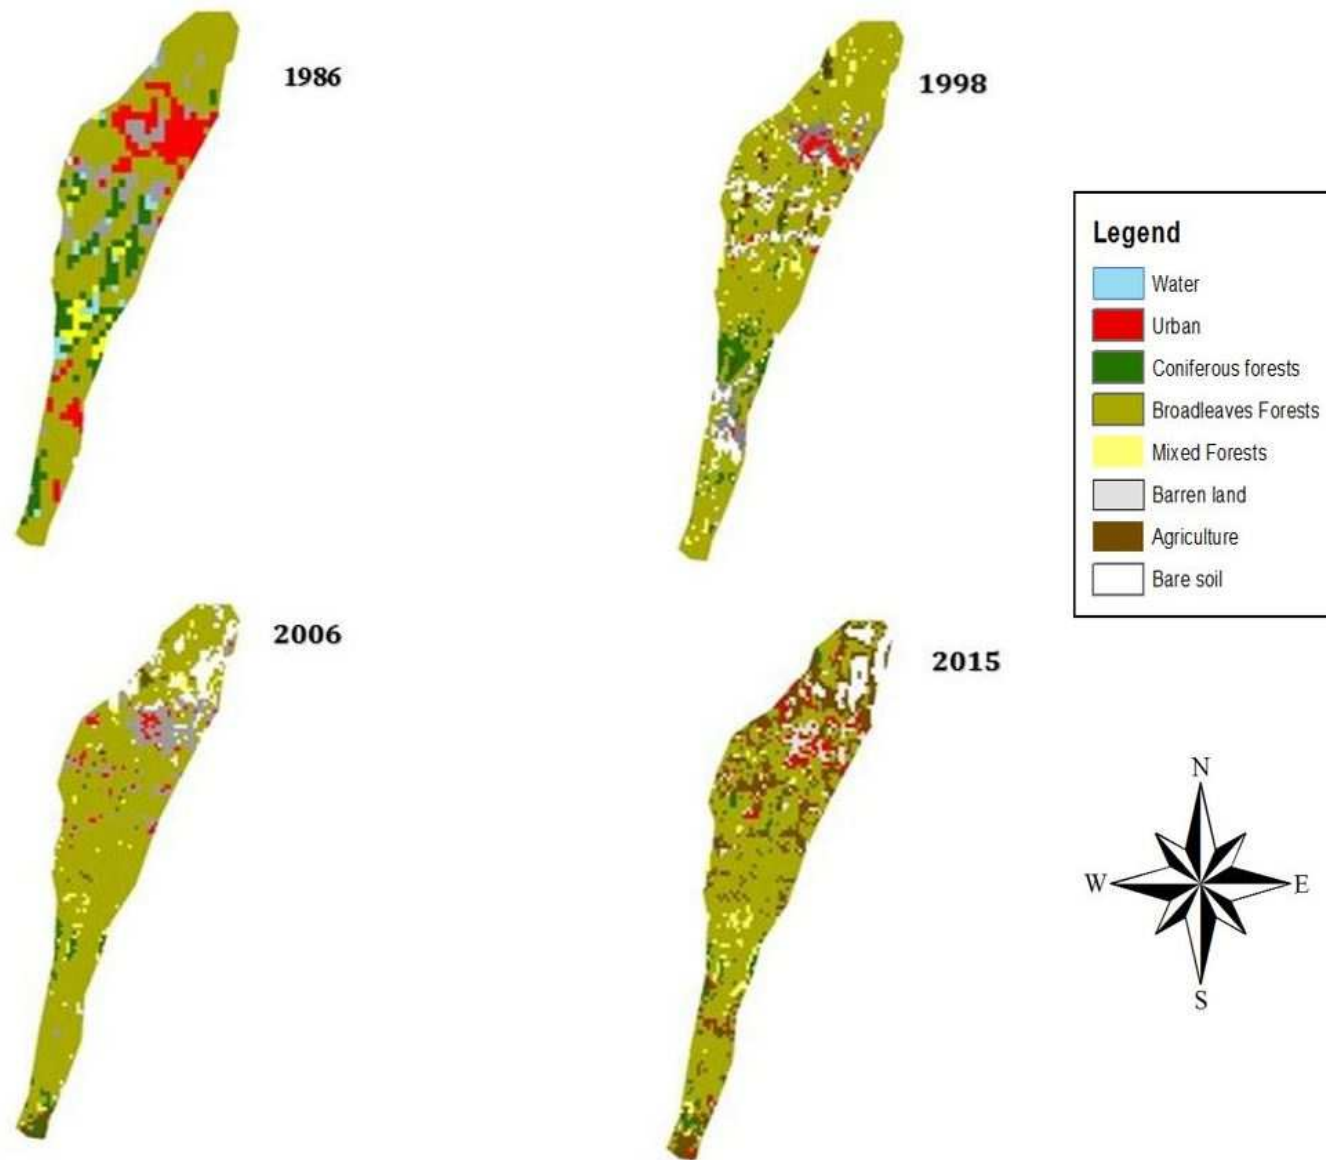 1986
1998
Legend
Water
Urban
Coniferous forests
Broadleaves Forests
Mixed Forests
Barren land
Agriculture
Bare soil
2006
2015
N
W
E
S